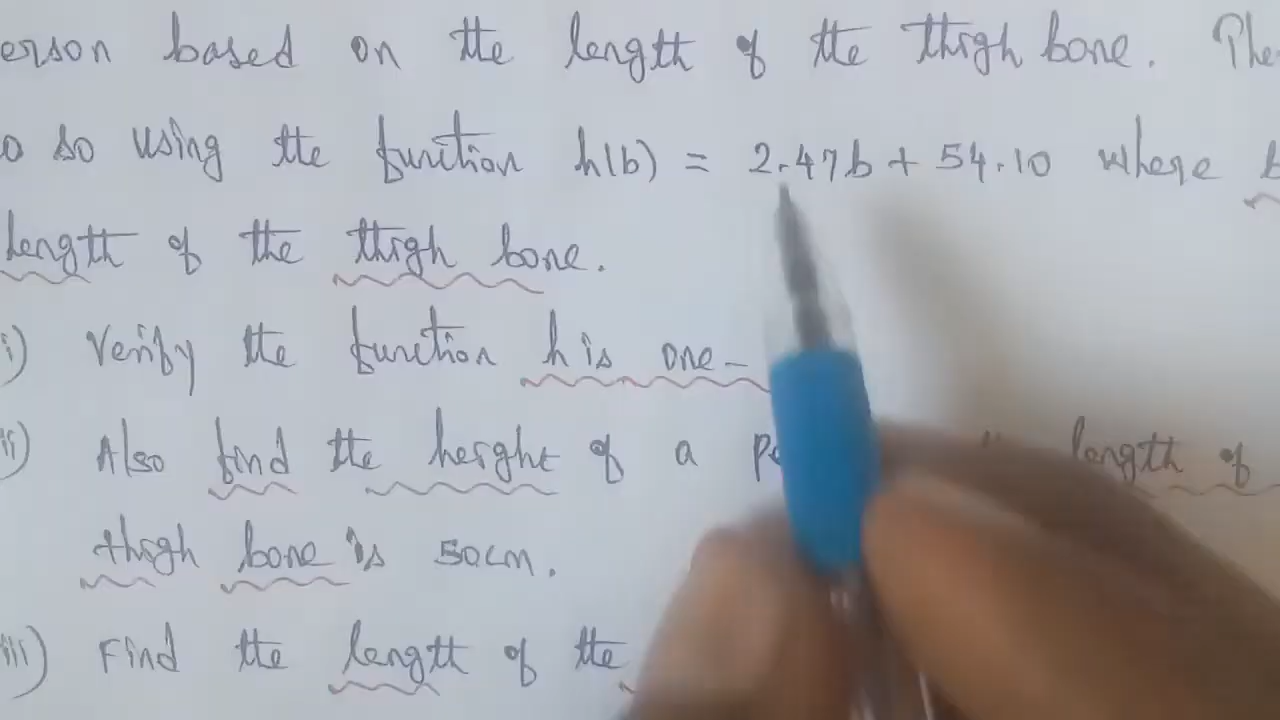 erson based on the length of the thigh bone. The
o so using the function h(b) = 2.47b + 54.10 where b
length of the thigh bone.
i) Verify the function h is one-
ii) Also find the height of a length of
thigh bone is 50cm.
iii) Find the length of the